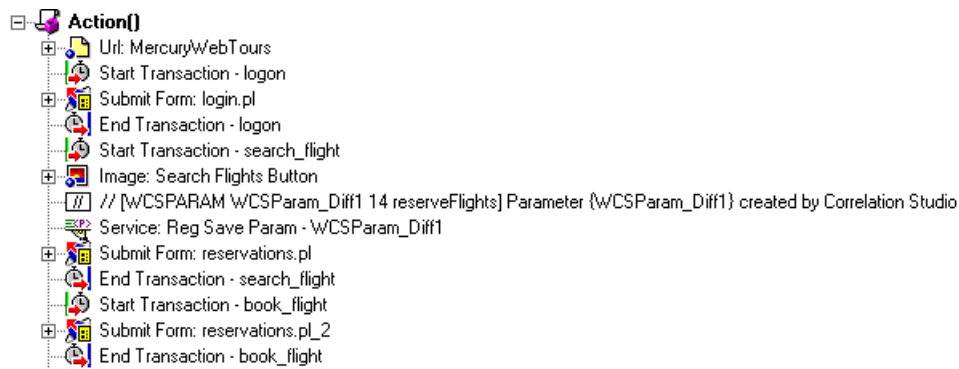 Action()
Url: MercuryWebTours
Start Transaction - logon
Submit Form: login.pl
End Transaction - logon
Start Transaction - search_flight
Image: Search Flights Button
// [WCSPARAM WCSParam_Diff1 14 reserveFlights] Parameter {WCSParam_Diff1} created by Correlation Studio
Service: Reg Save Param - WCSParam_Diff1
Submit Form: reservations.pl
End Transaction - search_flight
Start Transaction - book_flight
Submit Form: reservations.pl_2
End Transaction - book_flight